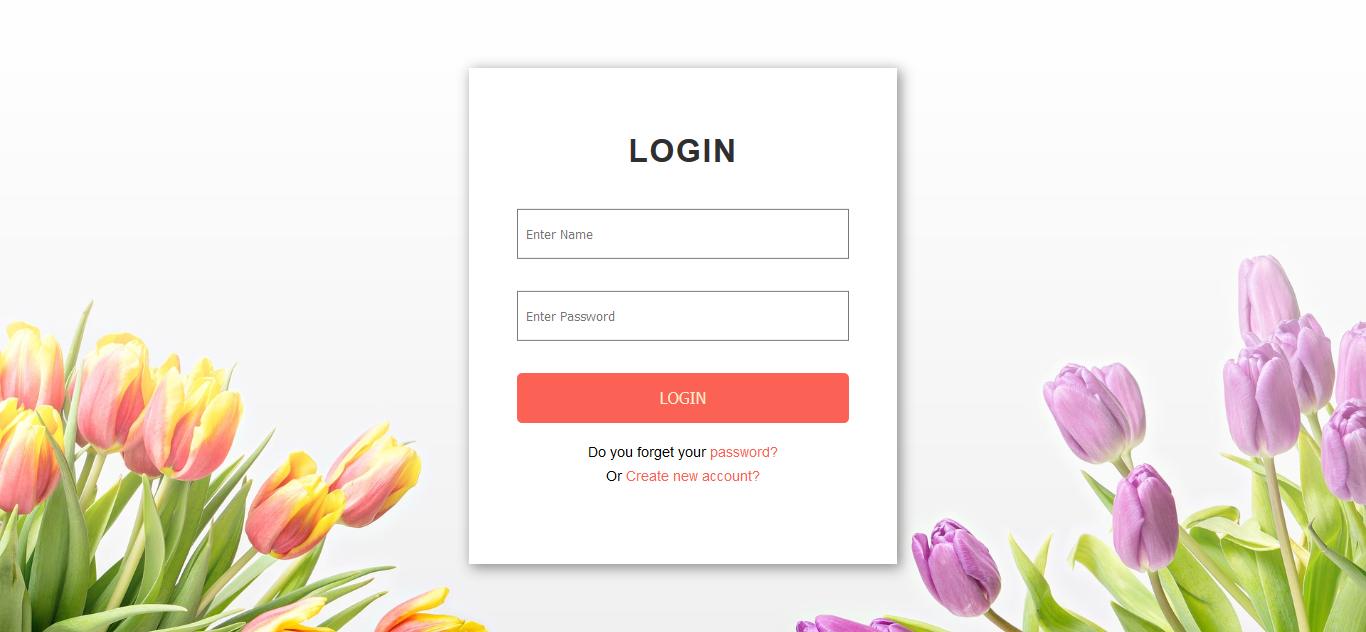 LOGIN
Enter Name
Enter Password
LOGIN
Do you forget your password?
Or Create new account?